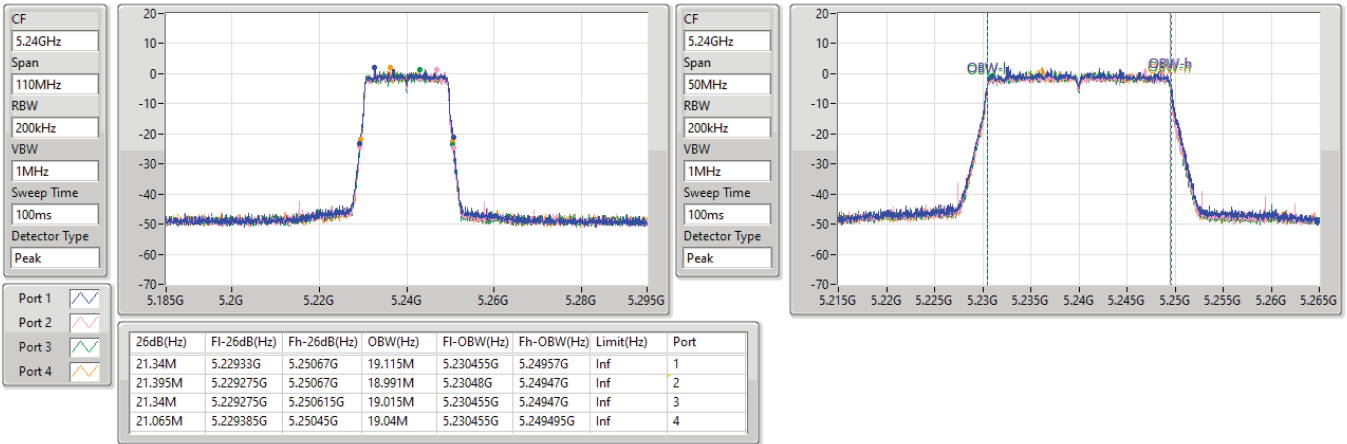 CF
5.24GHz
Span
110MHz
RBW
200kHz
VBW
1MHz
Sweep Time
100ms
Detector Type
Peak
20
10
0
-10
-20
-30
-40
-50
-60
-70
5.185G 5.2G 5.22G 5.24G 5.26G 5.28G 5.295G
CF
5.24GHz
Span
50MHz
RBW
200kHz
VBW
1MHz
Sweep Time
100ms
Detector Type
Peak
20
10
0
-10
-20
-30
-40
-50
-60
-70
OBW-l OBW-h
5.215G 5.22G 5.225G 5.23G 5.235G 5.24G 5.245G 5.25G 5.255G 5.26G 5.265G
Port 1
Port 2
Port 3
Port 4
26dB(Hz) Fl-26dB(Hz) Fh-26dB(Hz) OBW(Hz) Fl-OBW(Hz) Fh-OBW(Hz) Limit(Hz) Port
21.34M 5.22933G 5.25067G 19.115M 5.230455G 5.24957G Inf 1
21.395M 5.229275G 5.25067G 18.991M 5.23048G 5.24947G Inf 2
21.34M 5.229275G 5.250615G 19.015M 5.230455G 5.24947G Inf 3
21.065M 5.229385G 5.25045G 19.04M 5.230455G 5.249495G Inf 4